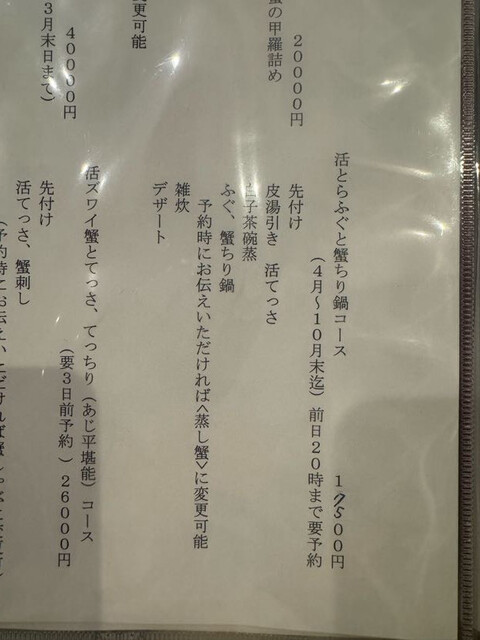 ２００００円
の甲羅詰め
更可能
４００００円
３月末日まで）
活とらふぐと蟹ちり鍋コース　１７５００円
（４月～１０月末迄）前日２０時まで要予約
先付け
皮湯引き　活てっさ
白子茶碗蒸
ふぐ、蟹ちり鍋
予約時にお伝えいただければ<蒸し蟹>に変更可能
雑炊
デザート
活ズワイ蟹とてっさ、てっちり（あじ平堪能）コース
（要３日前予約）２６０００円
先付け
活てっさ、蟹刺し